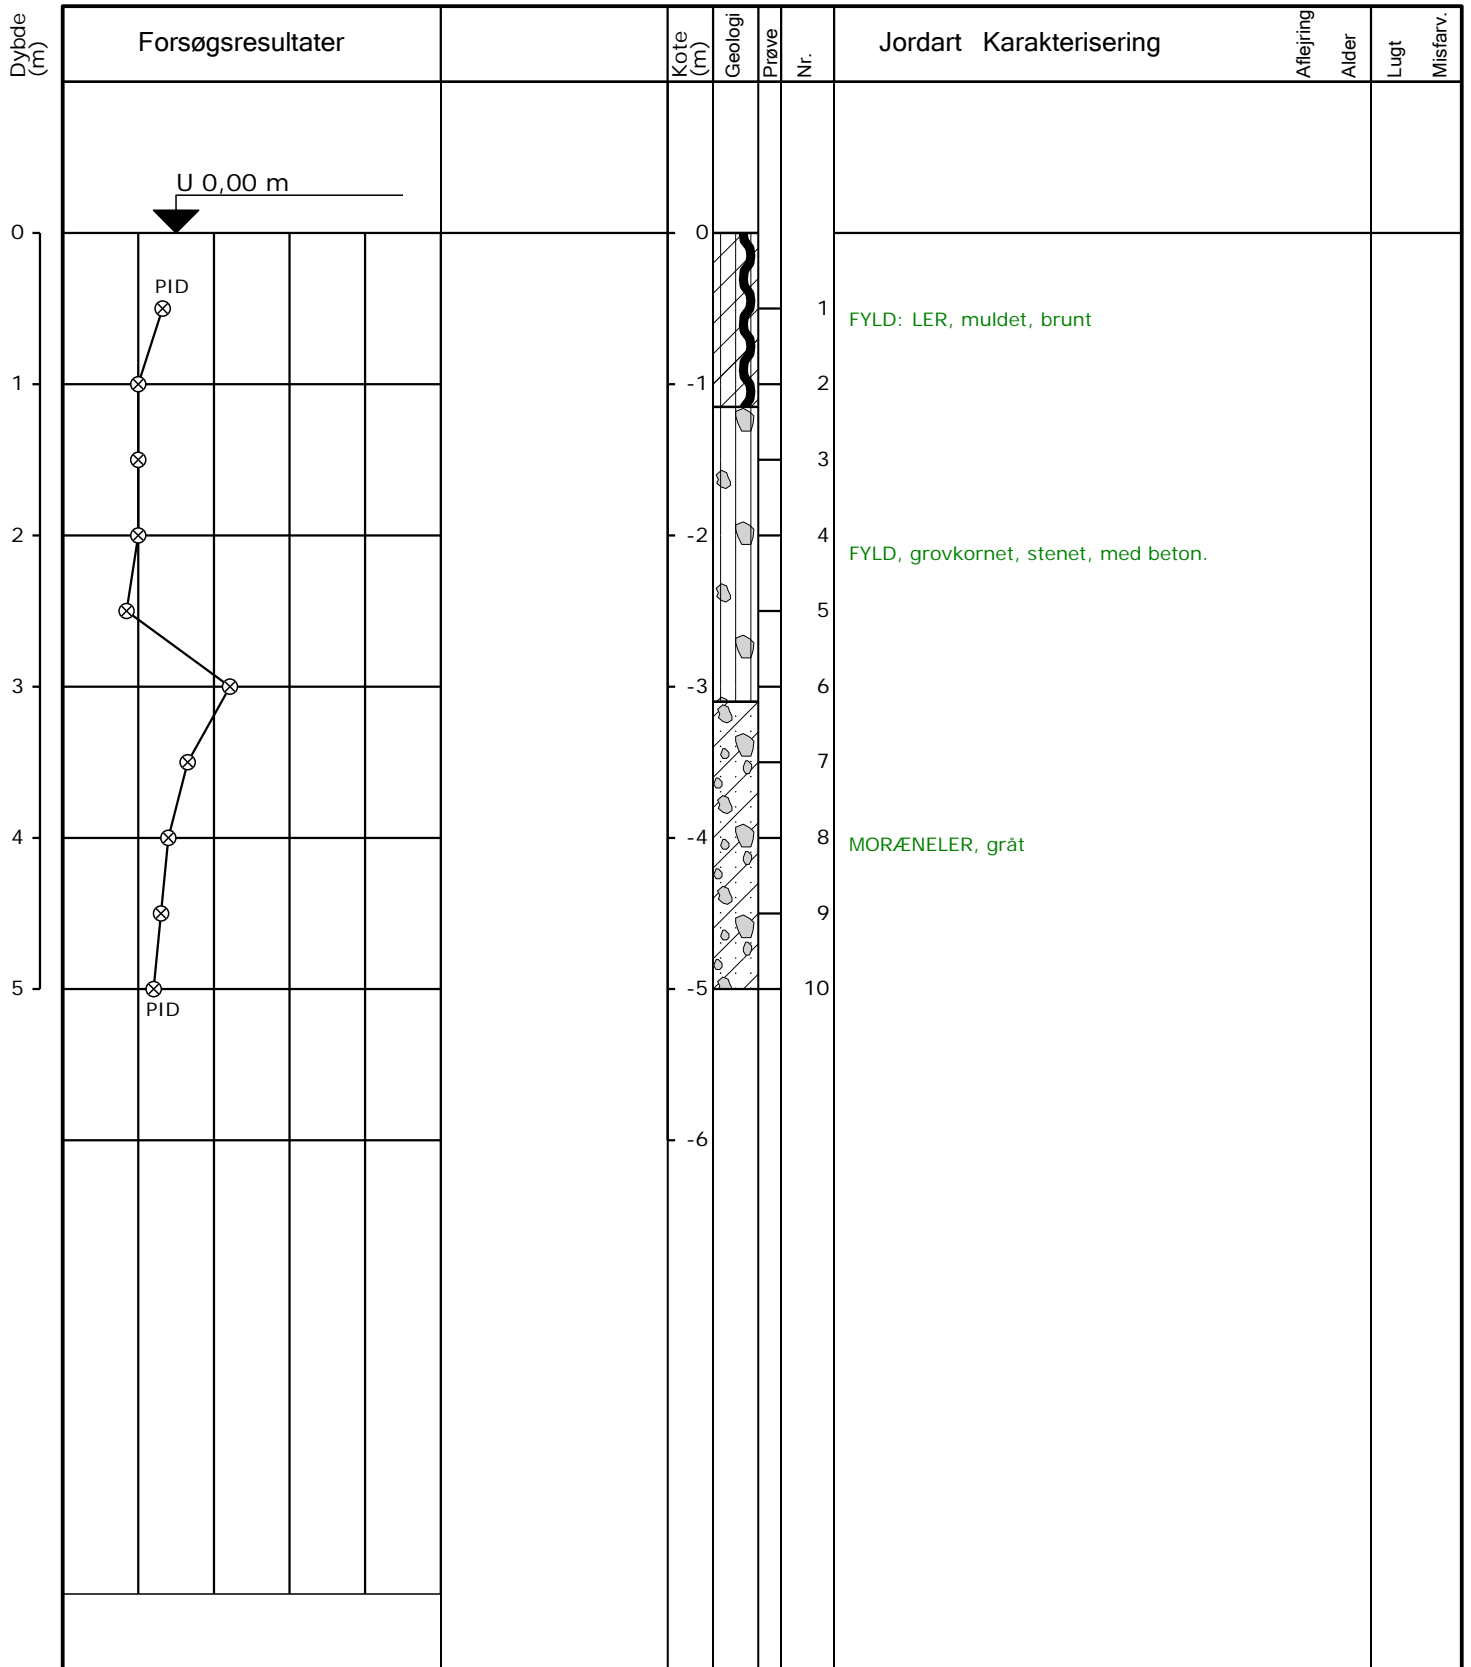 Dybde
(m)
Forsøgsresultater
Kote
(m)
Geologi
Prøve
Nr.
Jordart Karakterisering
Aflejring
Alder
Lugt
Misfarv.
U 0,00 m
0
0
PID
1
FYLD: LER, muldet, brunt
1
-1
2
3
2
-2
4
FYLD, grovkornet, stenet, med beton.
5
3
-3
6
7
4
-4
8
MORÆNELER, gråt
9
5
-5
10
PID
-6